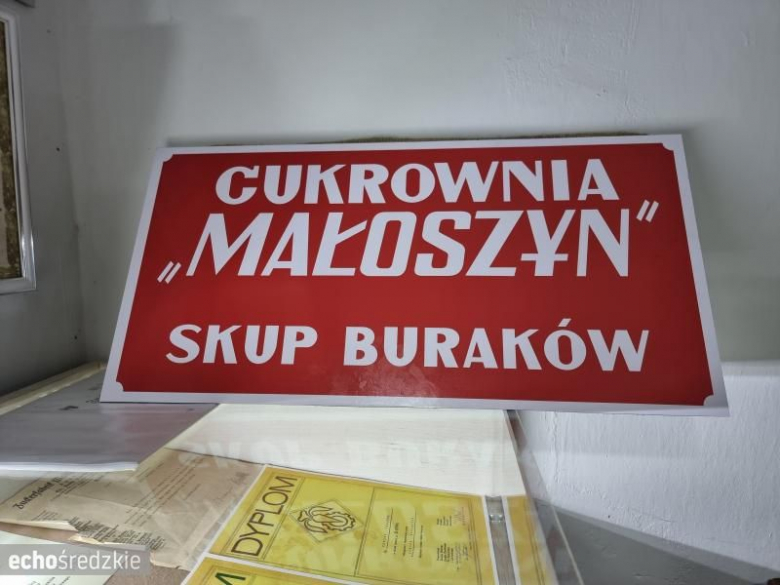 CUKROWNIA
„MAŁOSZYN"
SKUP BURAKÓW
DYPLOM
M
echośredzkie